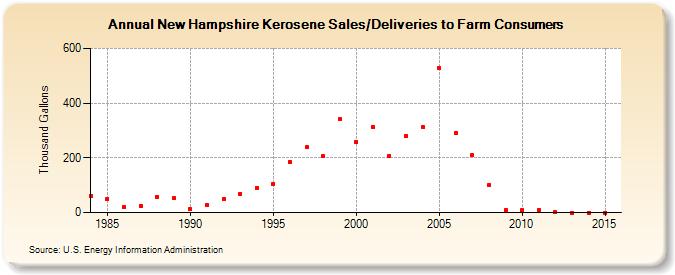 Annual New Hampshire Kerosene Sales/Deliveries to Farm Consumers
Thousand Gallons
600
400
200
0
1985 1990 1995 2000 2005 2010 2015
Source: U.S. Energy Information Administration